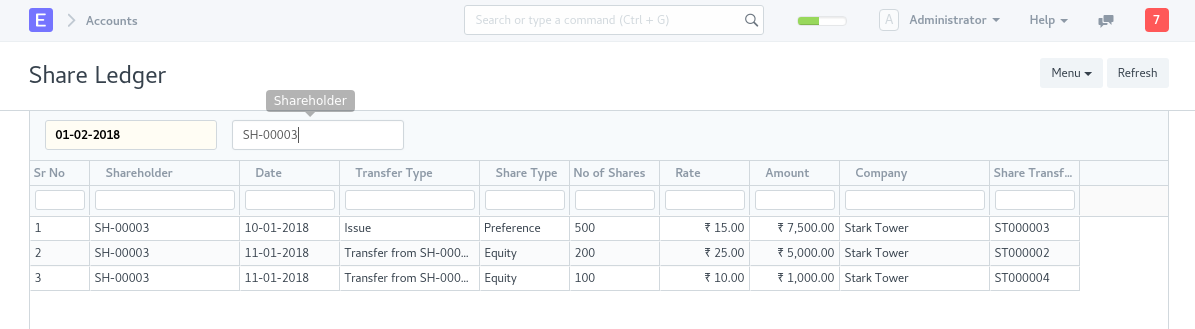 E Accounts Search or type a command (Ctrl + G) A Administrator Help 7
Share Ledger Menu Refresh
Shareholder
01-02-2018 SH-00003
Sr No Shareholder Date Transfer Type Share Type No of Shares Rate Amount Company Share Transf...
1 SH-00003 10-01-2018 Issue Preference 500 ₹ 15.00 ₹ 7,500.00 Stark Tower ST000003
2 SH-00003 11-01-2018 Transfer from SH-000... Equity 200 ₹ 25.00 ₹ 5,000.00 Stark Tower ST000002
3 SH-00003 11-01-2018 Transfer from SH-000... Equity 100 ₹ 10.00 ₹ 1,000.00 Stark Tower ST000004